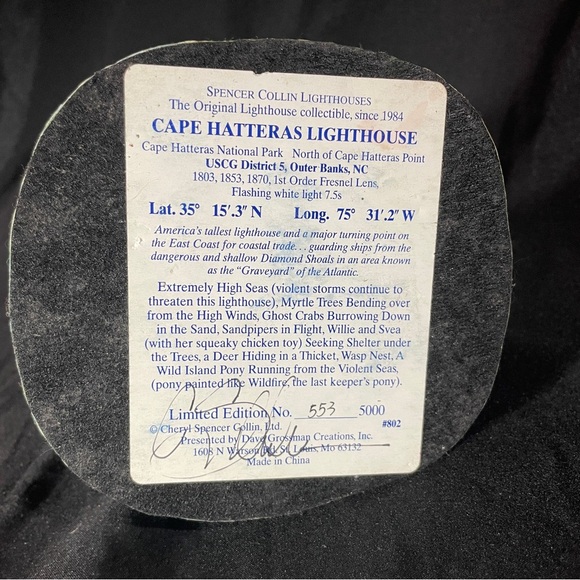 SPENCER COLLIN LIGHTHOUSES
The Original Lighthouse collectible, since 1984
CAPE HATTERAS LIGHTHOUSE
Cape Hatteras National Park North of Cape Hatteras Point
USCG District 5, Outer Banks, NC
1803, 1853, 1870, 1st Order Fresnel Lens,
Flashing white light 7.5s
Lat. 35° 15'.3" N Long. 75° 31'.2" W
America's tallest lighthouse and a major turning point on
the East Coast for coastal trade. . . guarding ships from the
dangerous and shallow Diamond Shoals in an area known
as the "Graveyard" of the Atlantic.
Extremely High Seas (violent storms continue to
threaten this lighthouse), Myrtle Trees Bending over
from the High Winds, Ghost Crabs Burrowing Down
in the Sand, Sandpipers in Flight, Willie and Svea
(with her squeaky chicken toy) Seeking Shelter under
the Trees, a Deer Hiding in a Thicket, Wasp Nest, A
Wild Island Pony Running from the Violent Seas,
(pony painted like Wildfire, the last keeper's pony).
Limited Edition No. 553 5000
© Cheryl Spencer Collin, Ltd. #802
Presented by Dave Grossman Creations, Inc.
1608 N Warson Rd, St. Louis, Mo 63132
Made in China